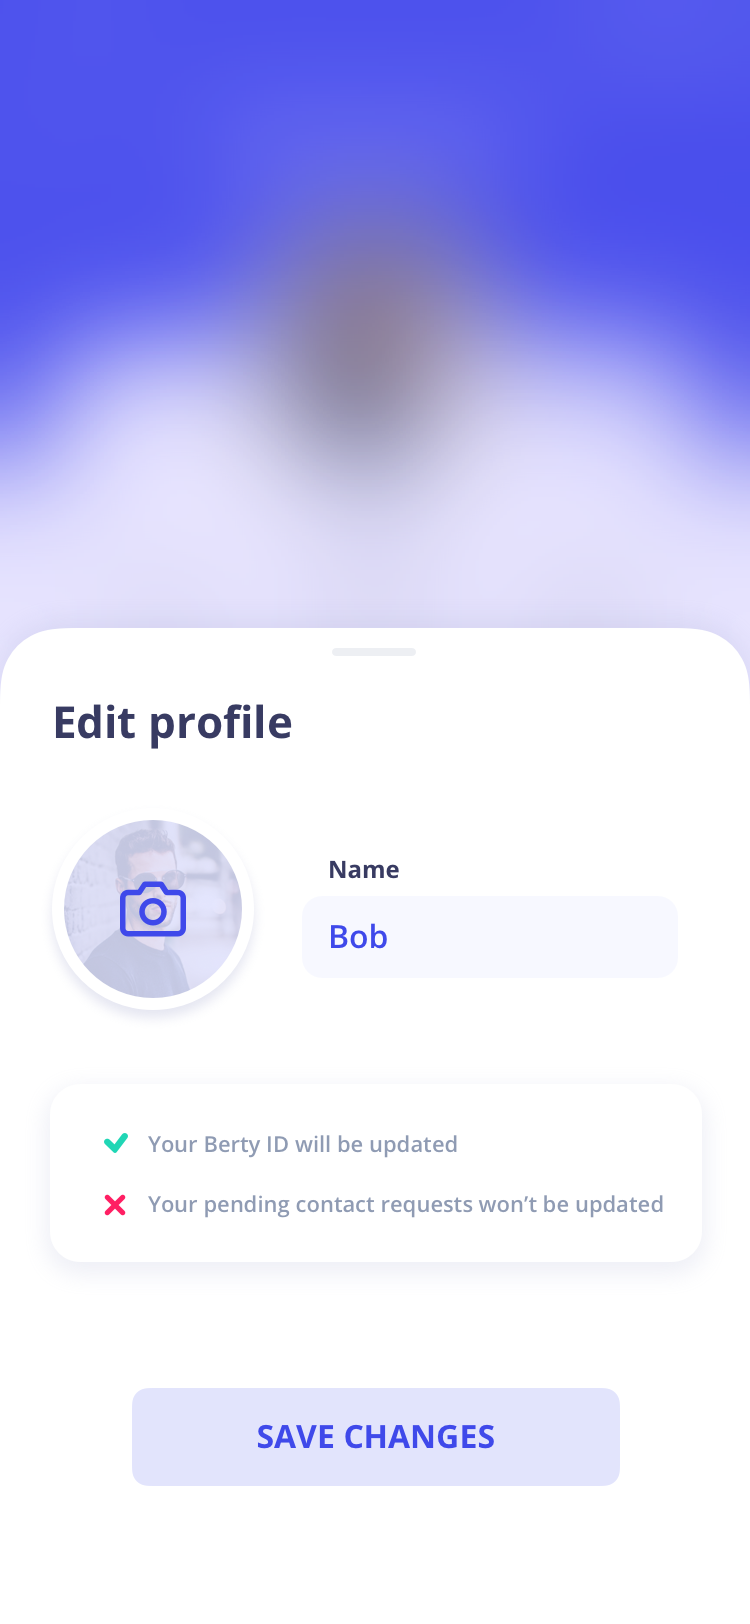 Edit profile
Name
Bob
Your Berty ID will be updated
Your pending contact requests won’t be updated
SAVE CHANGES